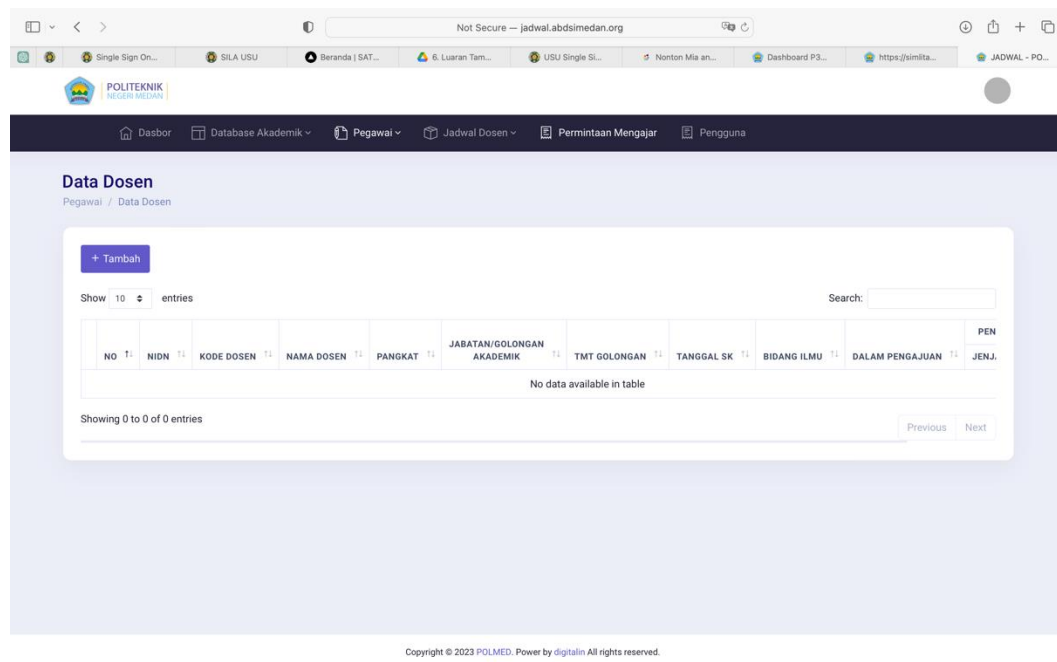 Not Secure — jadwal.abdsimedan.org
Single Sign On...
SILA USU
Beranda | SAT...
6. Luaran Tam...
USU Single Si...
Nonton Mia an...
Dashboard P3...
https://simlita...
JADWAL - PO...
POLITEKNIK
NEGERI MEDAN
Dasbor
Database Akademik
Pegawai
Jadwal Dosen
Permintaan Mengajar
Pengguna
Data Dosen
Pegawai / Data Dosen
+ Tambah
Show 10 entries
Search:
NO
NIDN
KODE DOSEN
NAMA DOSEN
PANGKAT
JABATAN/GOLONGAN
AKADEMIK
TMT GOLONGAN
TANGGAL SK
BIDANG ILMU
DALAM PENGAJUAN
PEN
JENJ
No data available in table
Showing 0 to 0 of 0 entries
Previous
Next
Copyright © 2023 POLMED. Power by digitalin All rights reserved.